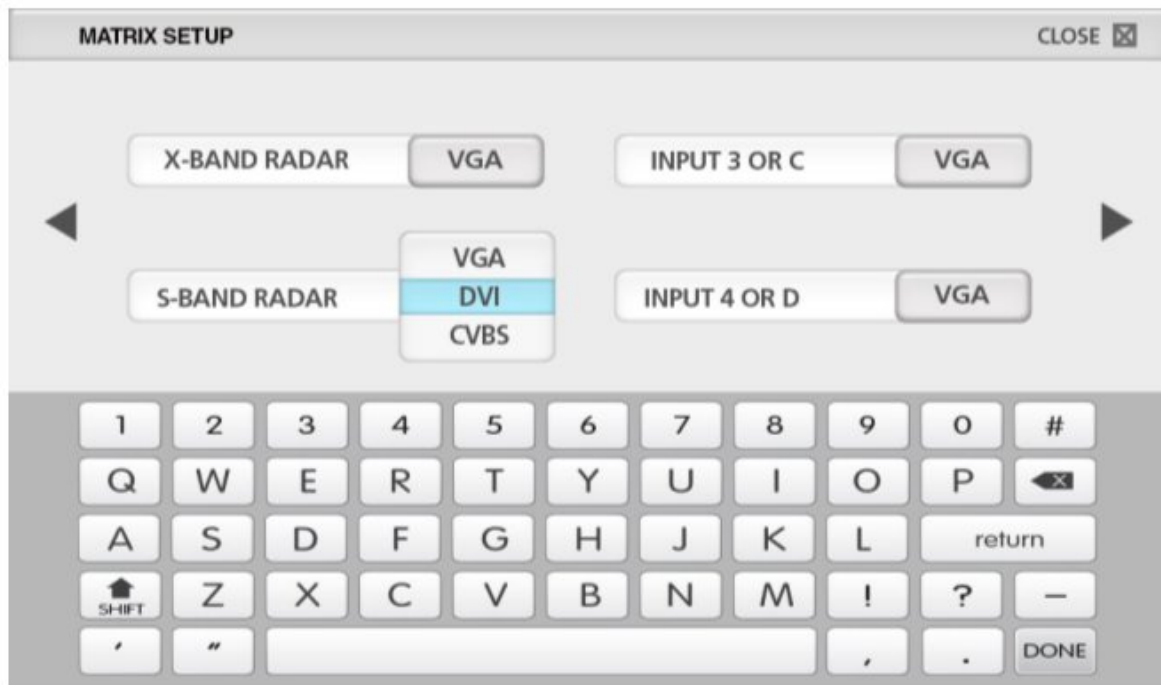 MATRIX SETUP CLOSE
X-BAND RADAR VGA INPUT 3 OR C VGA
VGA
S-BAND RADAR DVI INPUT 4 OR D VGA
CVBS
1 2 3 4 5 6 7 8 9 0 #
Q W E R T Y U I O P
A S D F G H J K L return
SHIFT Z X C V B N M ! ? –
' " , . DONE